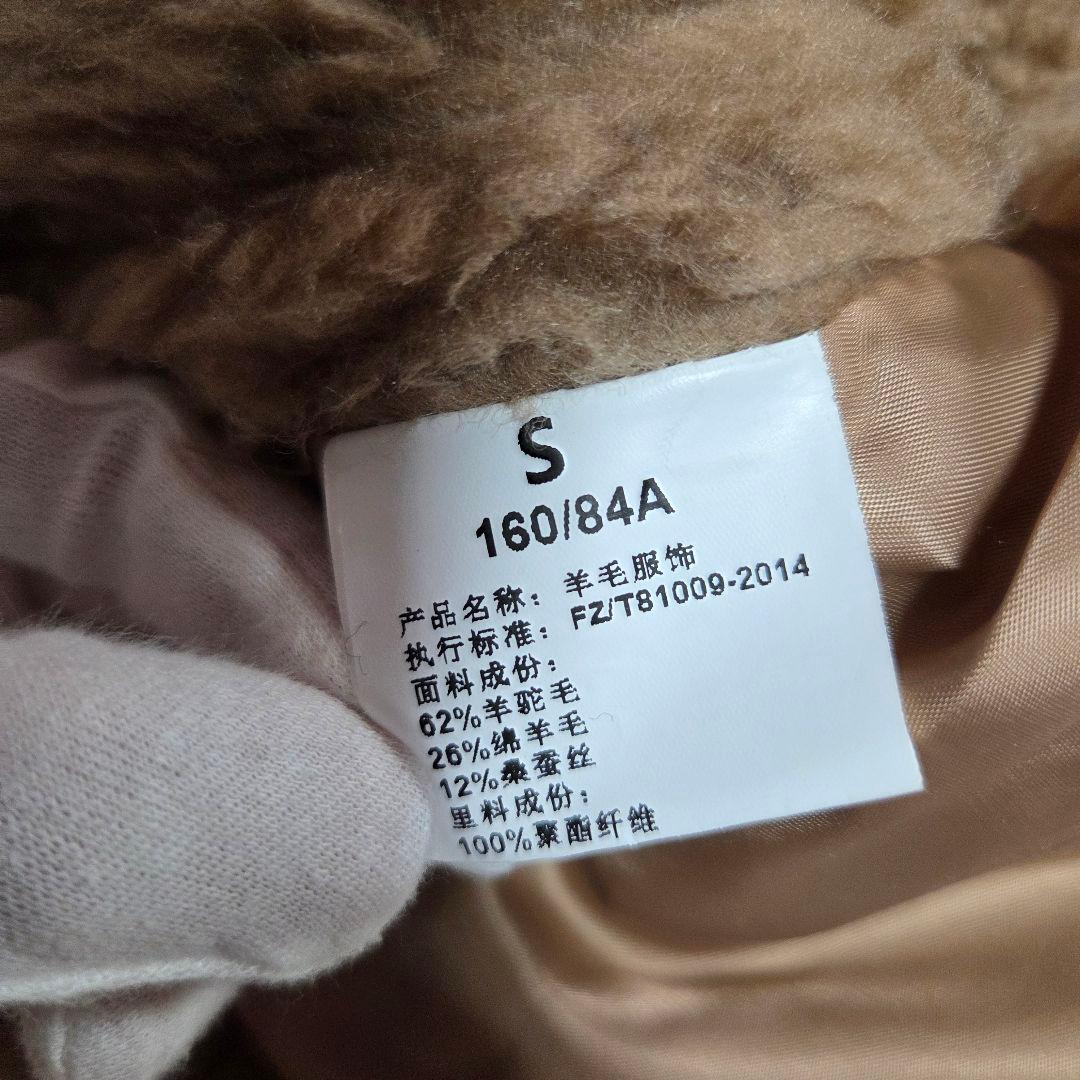 S
160/84A
产品名称: 羊毛服饰
执行标准: FZ/T81009-2014
面料成份:
62%羊驼毛
26%绵羊毛
12%桑蚕丝
里料成份:
100%聚酯纤维